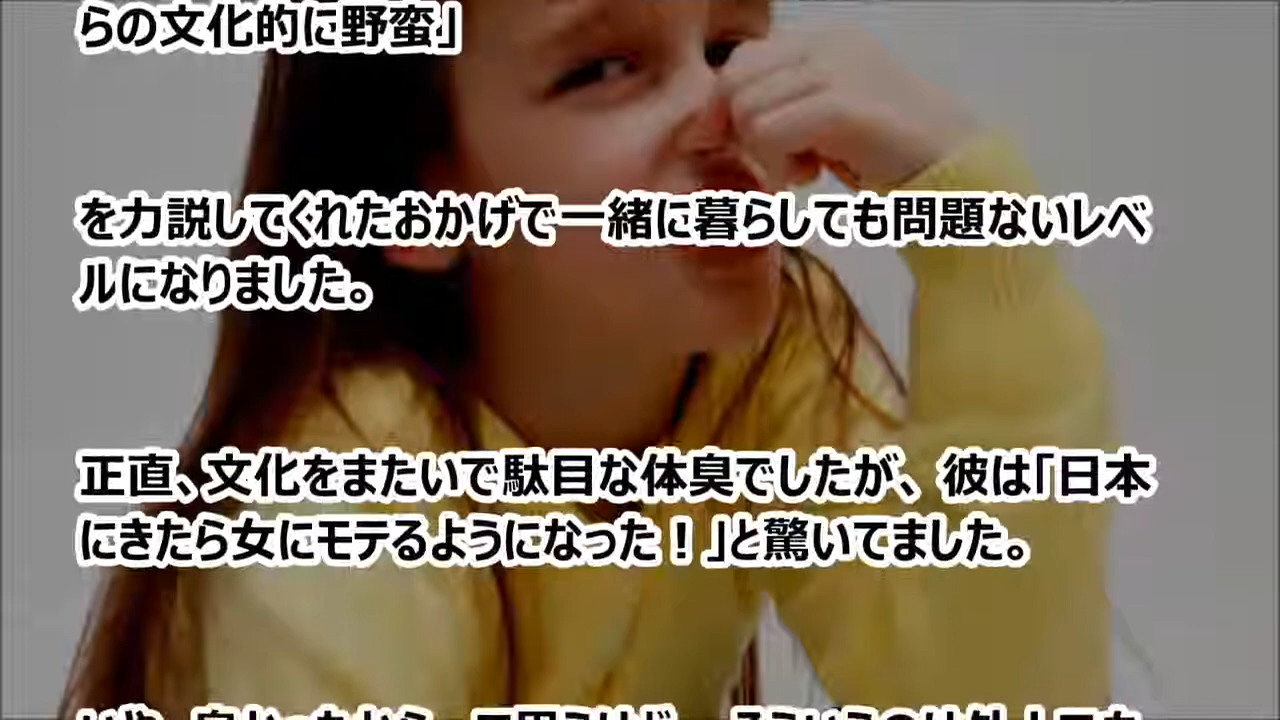 らの文化的に野蛮」
を力説してくれたおかげで一緒に暮らしても問題ないレベ
ルになりました。
正直、文化をまたいで駄目な体臭でしたが、彼は「日本
にきたら女にモテるようになった！」と驚いてました。